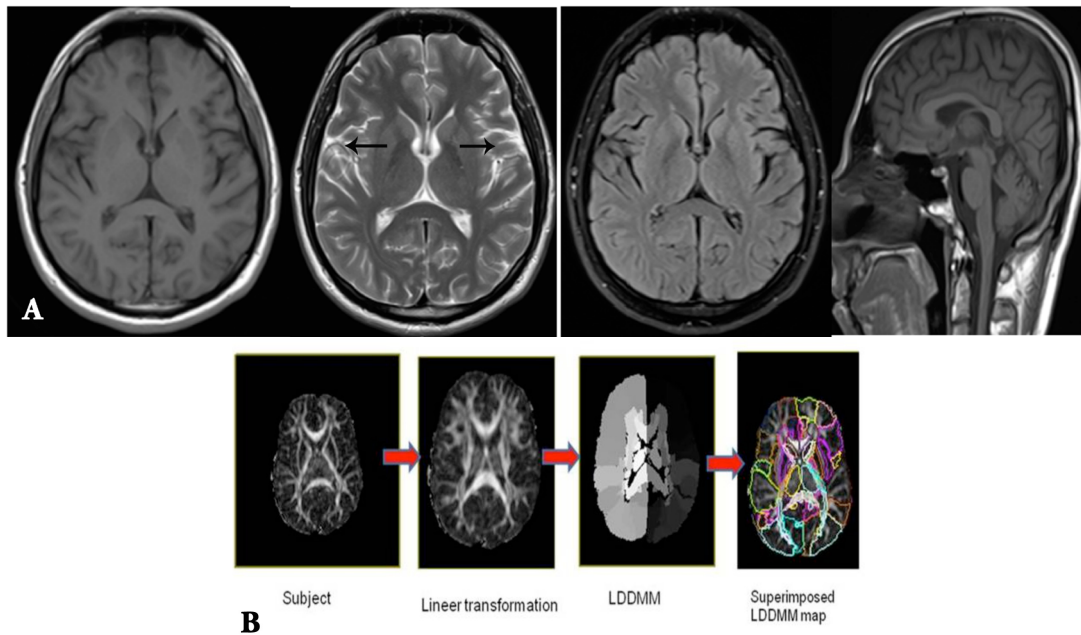 A
Subject
Lineer transformation
LDDMM
Superimposed
LDDMM map
B